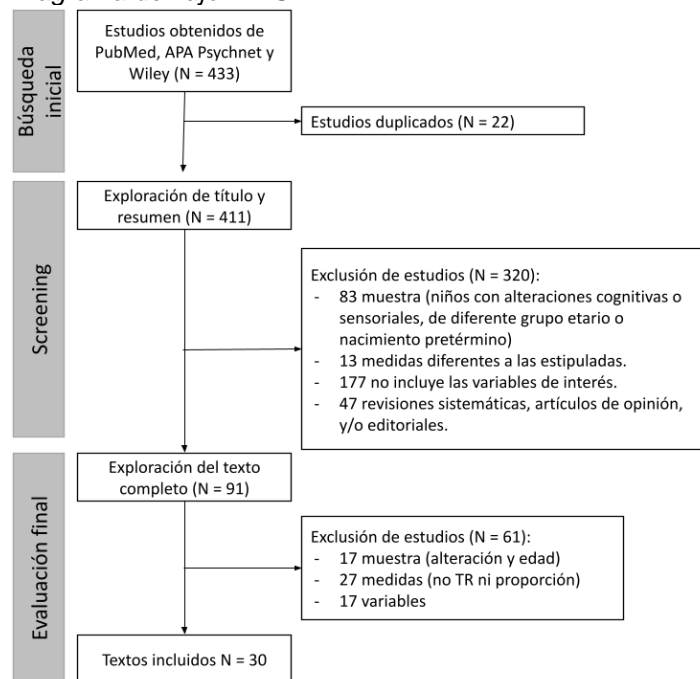 Estudios obtenidos de
PubMed, APA Psychnet y
Wiley (N = 433)
Búsqueda
inicial
Estudios duplicados (N = 22)
Exploración de título y
resumen (N = 411)
Screening
Exclusión de estudios (N = 320):
- 83 muestra (niños con alteraciones cognitivas o
sensoriales, de diferente grupo etario o
nacimiento pretérmino)
- 13 medidas diferentes a las estipuladas.
- 177 no incluye las variables de interés.
- 47 revisiones sistemáticas, artículos de opinión,
y/o editoriales.
Exploración del texto
completo (N = 91)
Evaluación final
Exclusión de estudios (N = 61):
- 17 muestra (alteración y edad)
- 27 medidas (no TR ni proporción)
- 17 variables
Textos incluidos N = 30